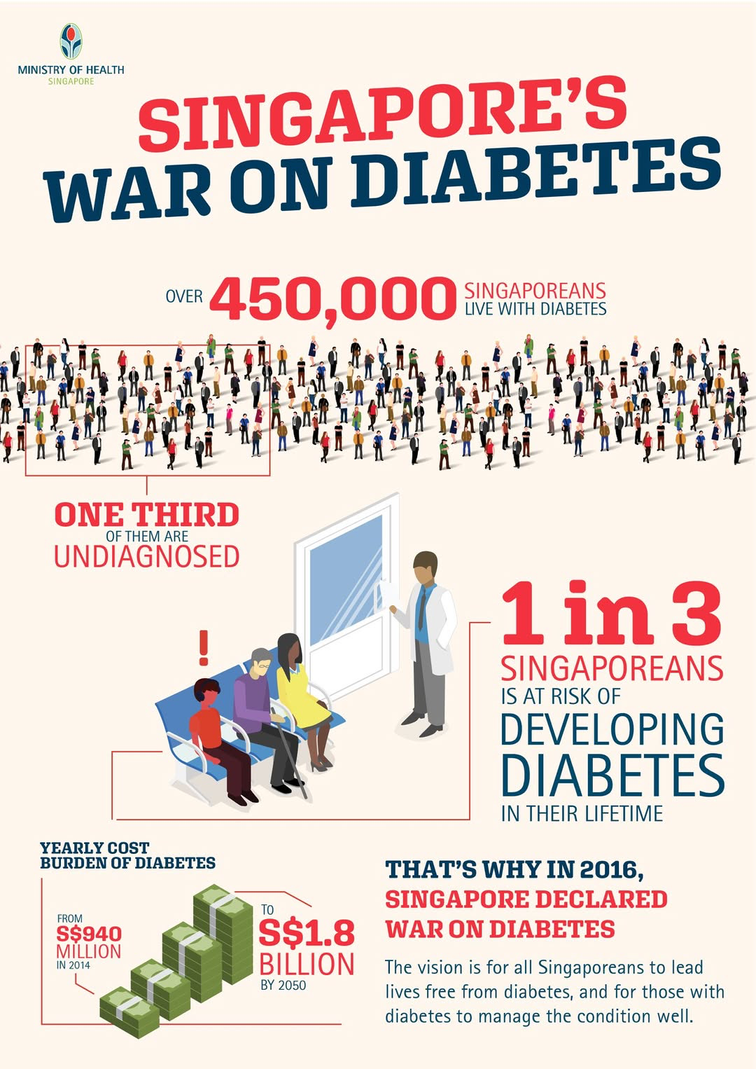 MINISTRY OF HEALTH
SINGAPORE
SINGAPORE'S
WAR ON DIABETES
OVER 450,000 SINGAPOREANS
LIVE WITH DIABETES
ONE THIRD
OF THEM ARE
UNDIAGNOSED
!
1 in 3
SINGAPOREANS
IS AT RISK OF
DEVELOPING
DIABETES
IN THEIR LIFETIME
YEARLY COST
BURDEN OF DIABETES
FROM
S$940
MILLION
IN 2014
TO
S$1.8
BILLION
BY 2050
THAT'S WHY IN 2016,
SINGAPORE DECLARED
WAR ON DIABETES
The vision is for all Singaporeans to lead
lives free from diabetes, and for those with
diabetes to manage the condition well.